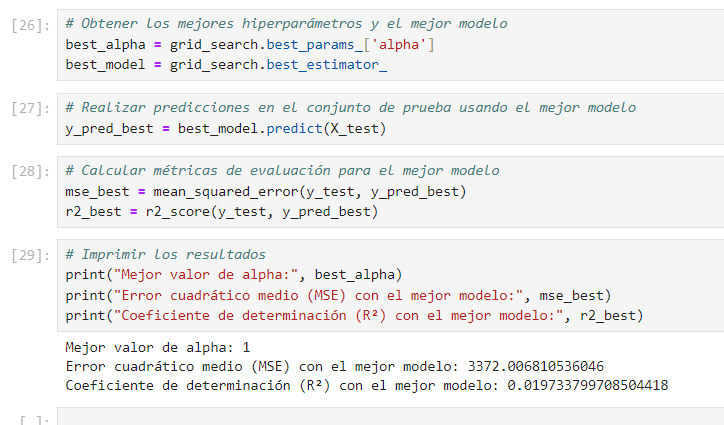 [26]: # Obtener los mejores hiperparámetros y el mejor modelo
best_alpha = grid_search.best_params_['alpha']
best_model = grid_search.best_estimator_
[27]: # Realizar predicciones en el conjunto de prueba usando el mejor modelo
y_pred_best = best_model.predict(X_test)
[28]: # Calcular métricas de evaluación para el mejor modelo
mse_best = mean_squared_error(y_test, y_pred_best)
r2_best = r2_score(y_test, y_pred_best)
[29]: # Imprimir los resultados
print("Mejor valor de alpha:", best_alpha)
print("Error cuadrático medio (MSE) con el mejor modelo:", mse_best)
print("Coeficiente de determinación (R²) con el mejor modelo:", r2_best)
Mejor valor de alpha: 1
Error cuadrático medio (MSE) con el mejor modelo: 3372.006810536046
Coeficiente de determinación (R²) con el mejor modelo: 0.019733799708504418
[ ]: